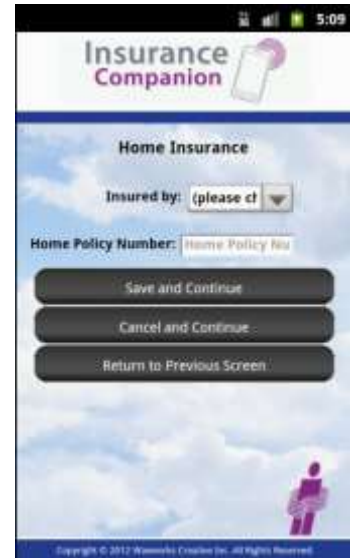 5:09
Insurance
Companion
Home Insurance
Insured by: (please ch
Home Policy Number: Home Policy Nu
Save and Continue
Cancel and Continue
Return to Previous Screen
Copyright © 2012 Creative Inc. All Rights Reserved